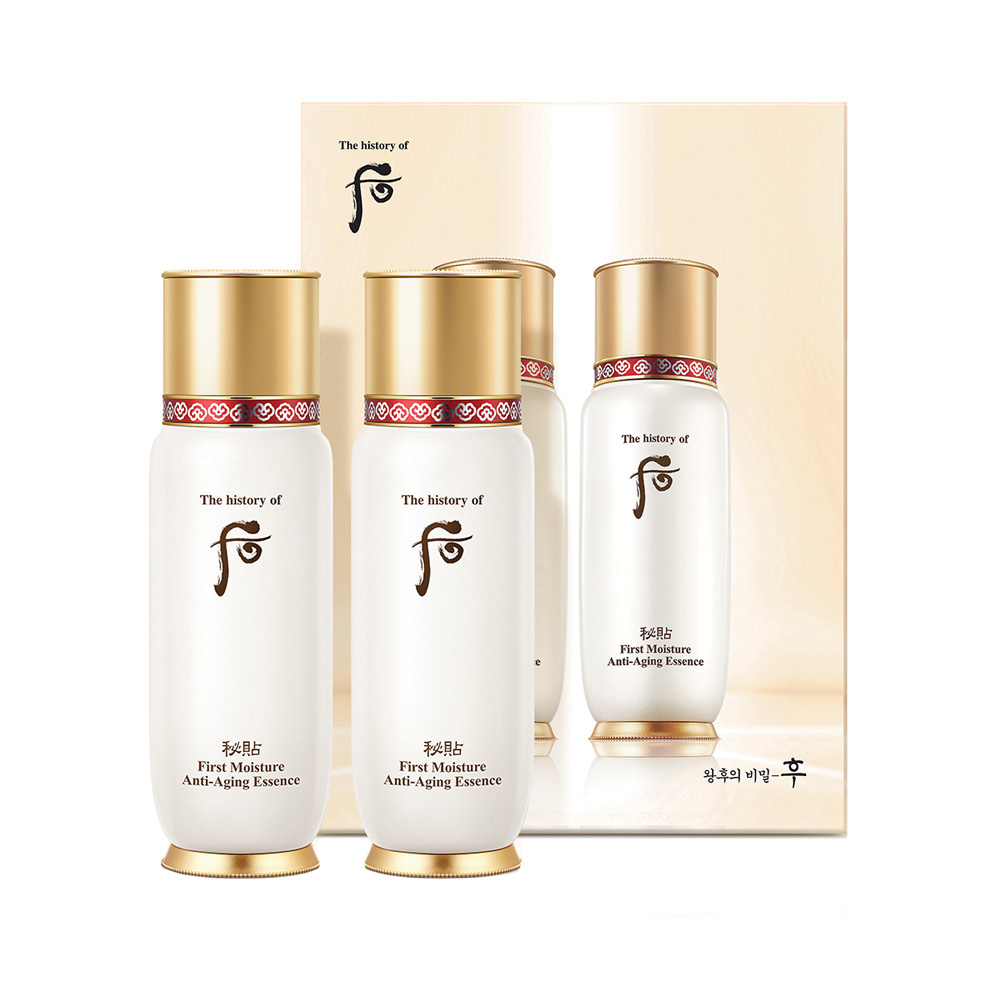 The history of
后
The history of
后
秘貼
First Moisture
Anti-Aging Essence
The history of
后
秘貼
First Moisture
Anti-Aging Essence
The history of
后
秘貼
First Moisture
Anti-Aging Essence
왕후의 비밀-후